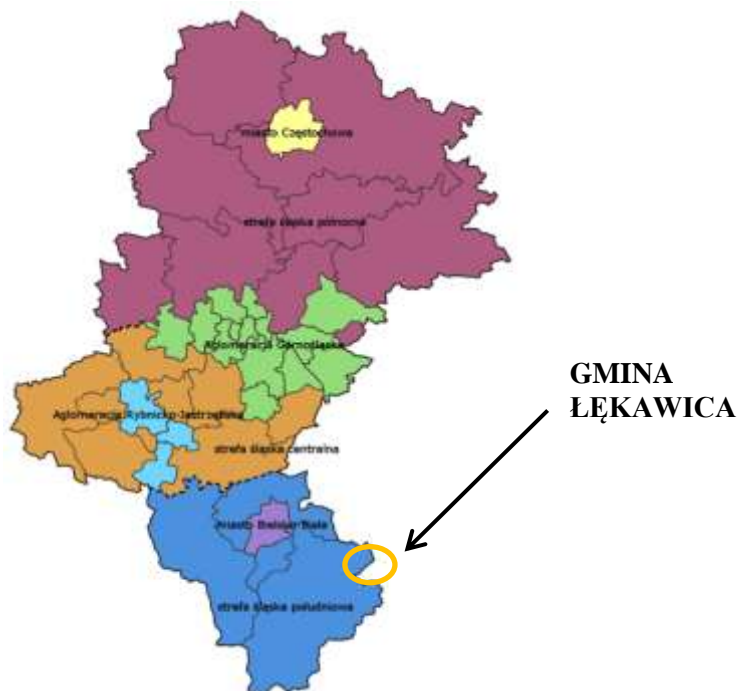 miasto Częstochowa
strefa śląska północna
Aglomeracja Górnośląska
Aglomeracja Rybnicko-Jastrzębska
strefa śląska centralna
GMINA
ŁĘKAWICA
miasto Bielsko-Biała
strefa śląska południowa